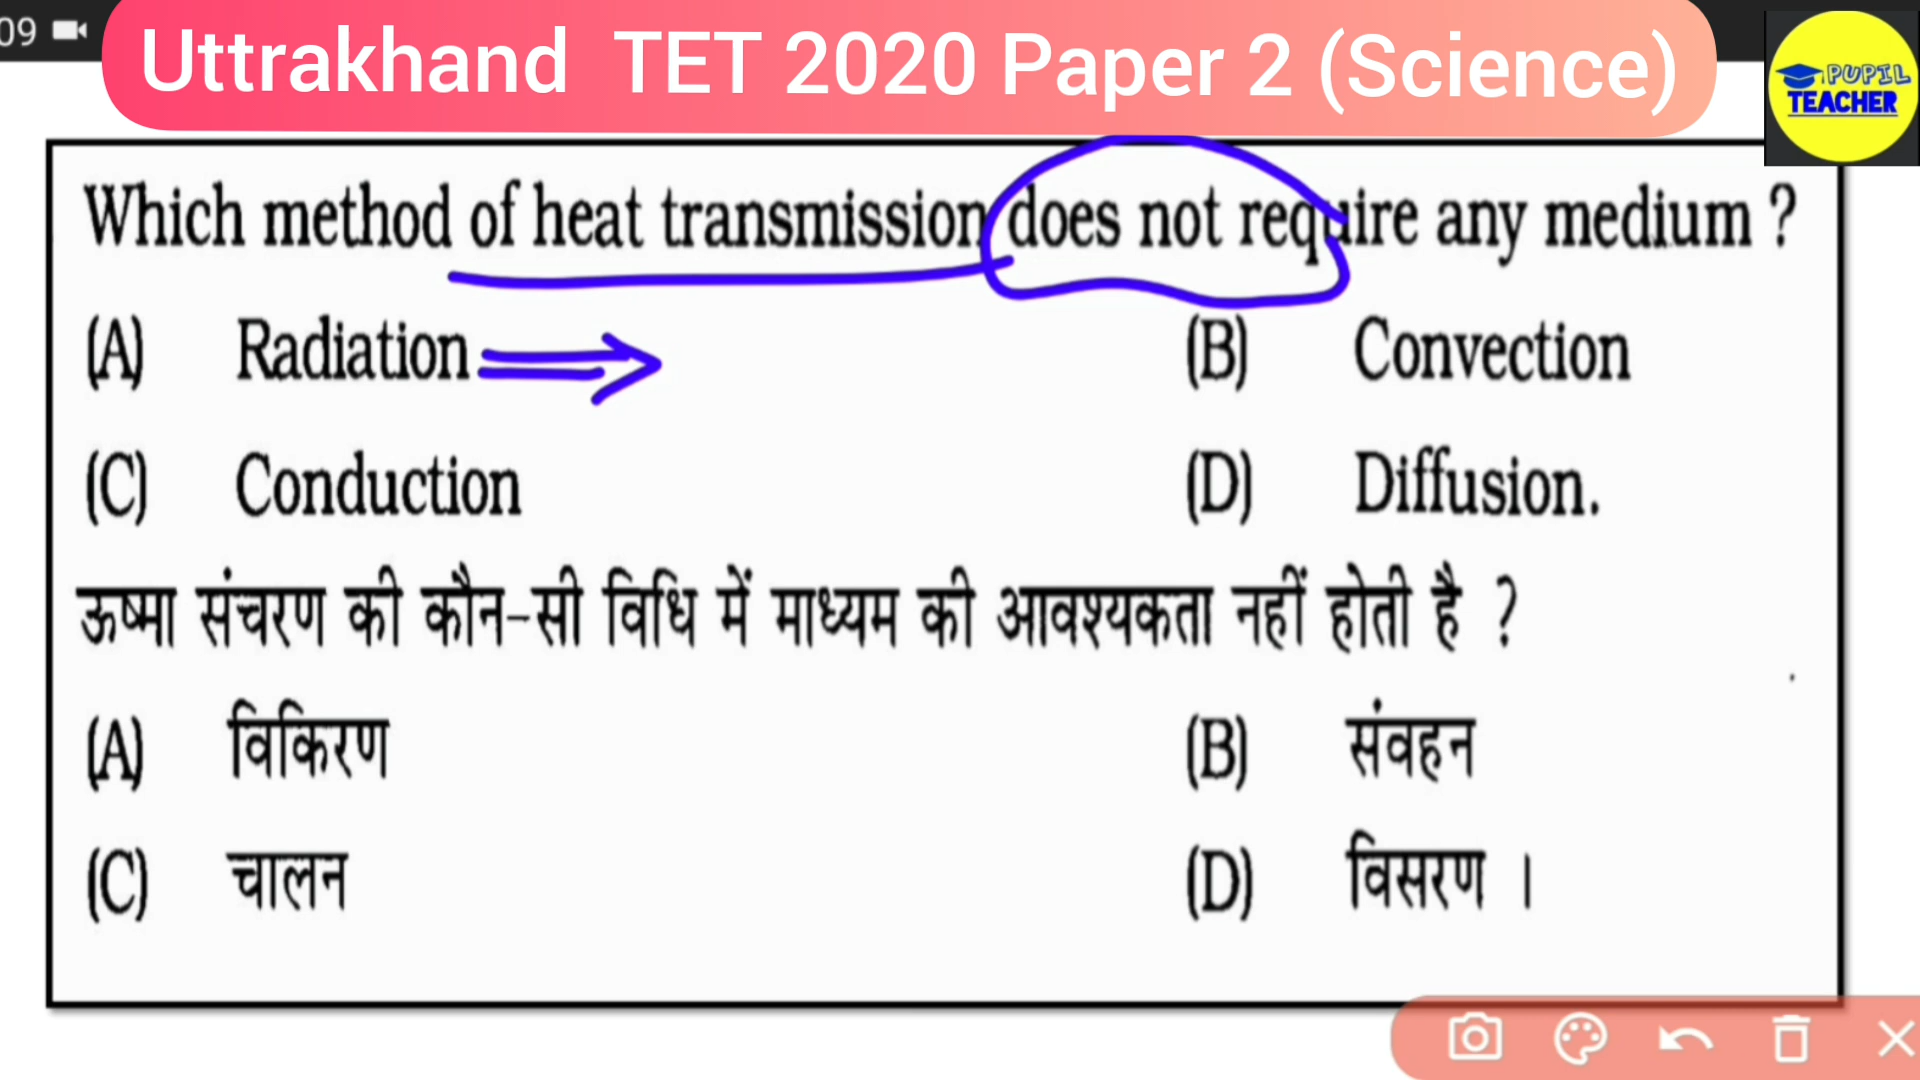 09
Uttrakhand TET 2020 Paper 2 (Science)
PUPIL
TEACHER
Which method of heat transmission does not require any medium ?
(A) Radiation (B) Convection
(C) Conduction (D) Diffusion.
ऊष्मा संचरण की कौन-सी विधि में माध्यम की आवश्यकता नहीं होती है ?
(A) विकिरण (B) संवहन
(C) चालन (D) विसरण ।